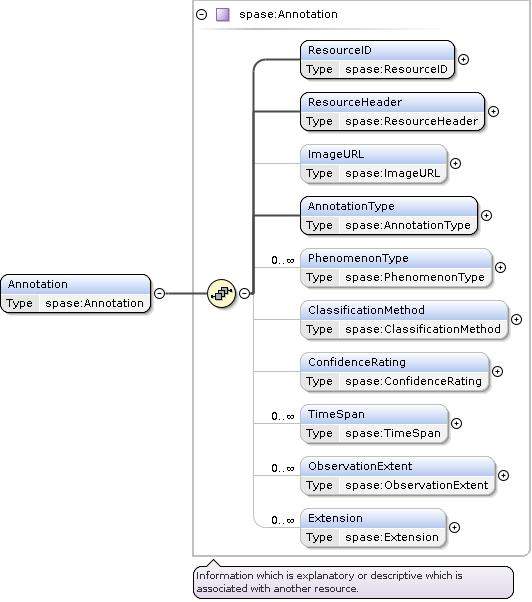 spase:Annotation
ResourceID
Type spase:ResourceID
ResourceHeader
Type spase:ResourceHeader
ImageURL
Type spase:ImageURL
AnnotationType
Type spase:AnnotationType
0..∞ PhenomenonType
Type spase:PhenomenonType
Annotation
Type spase:Annotation
ClassificationMethod
Type spase:ClassificationMethod
ConfidenceRating
Type spase:ConfidenceRating
0..∞ TimeSpan
Type spase:TimeSpan
0..∞ ObservationExtent
Type spase:ObservationExtent
0..∞ Extension
Type spase:Extension
Information which is explanatory or descriptive which is
associated with another resource.